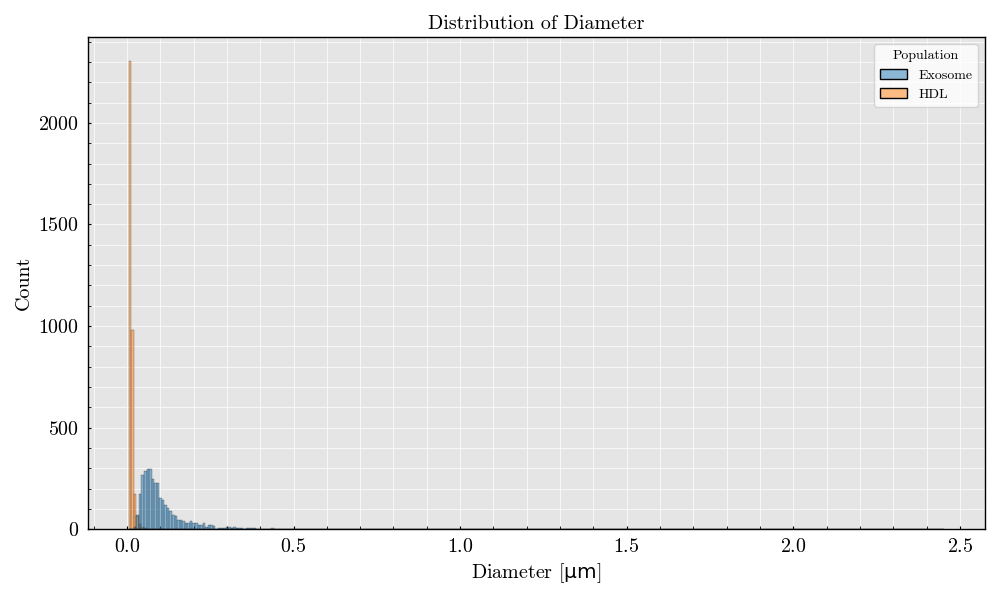 Distribution of Diameter
Population
Exosome
HDL
2000
1500
1000
500
0
Count
0.0 0.5 1.0 1.5 2.0 2.5
Diameter [μm]